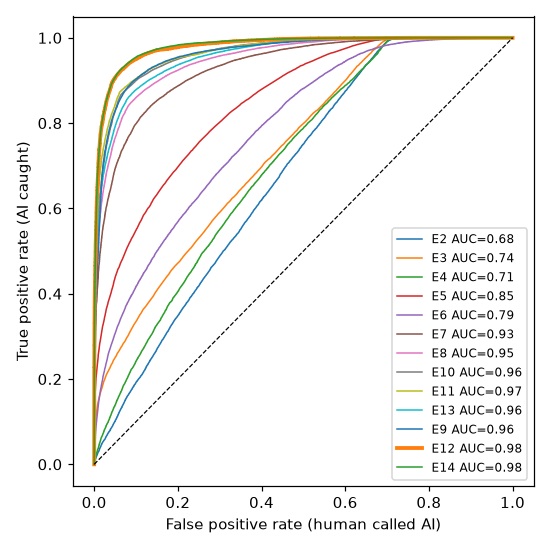 1.0
0.8
0.6
0.4
0.2
0.0
True positive rate (AI caught)
E2 AUC=0.68
E3 AUC=0.74
E4 AUC=0.71
E5 AUC=0.85
E6 AUC=0.79
E7 AUC=0.93
E8 AUC=0.95
E10 AUC=0.96
E11 AUC=0.97
E13 AUC=0.96
E9 AUC=0.96
E12 AUC=0.98
E14 AUC=0.98
0.0 0.2 0.4 0.6 0.8 1.0
False positive rate (human called AI)